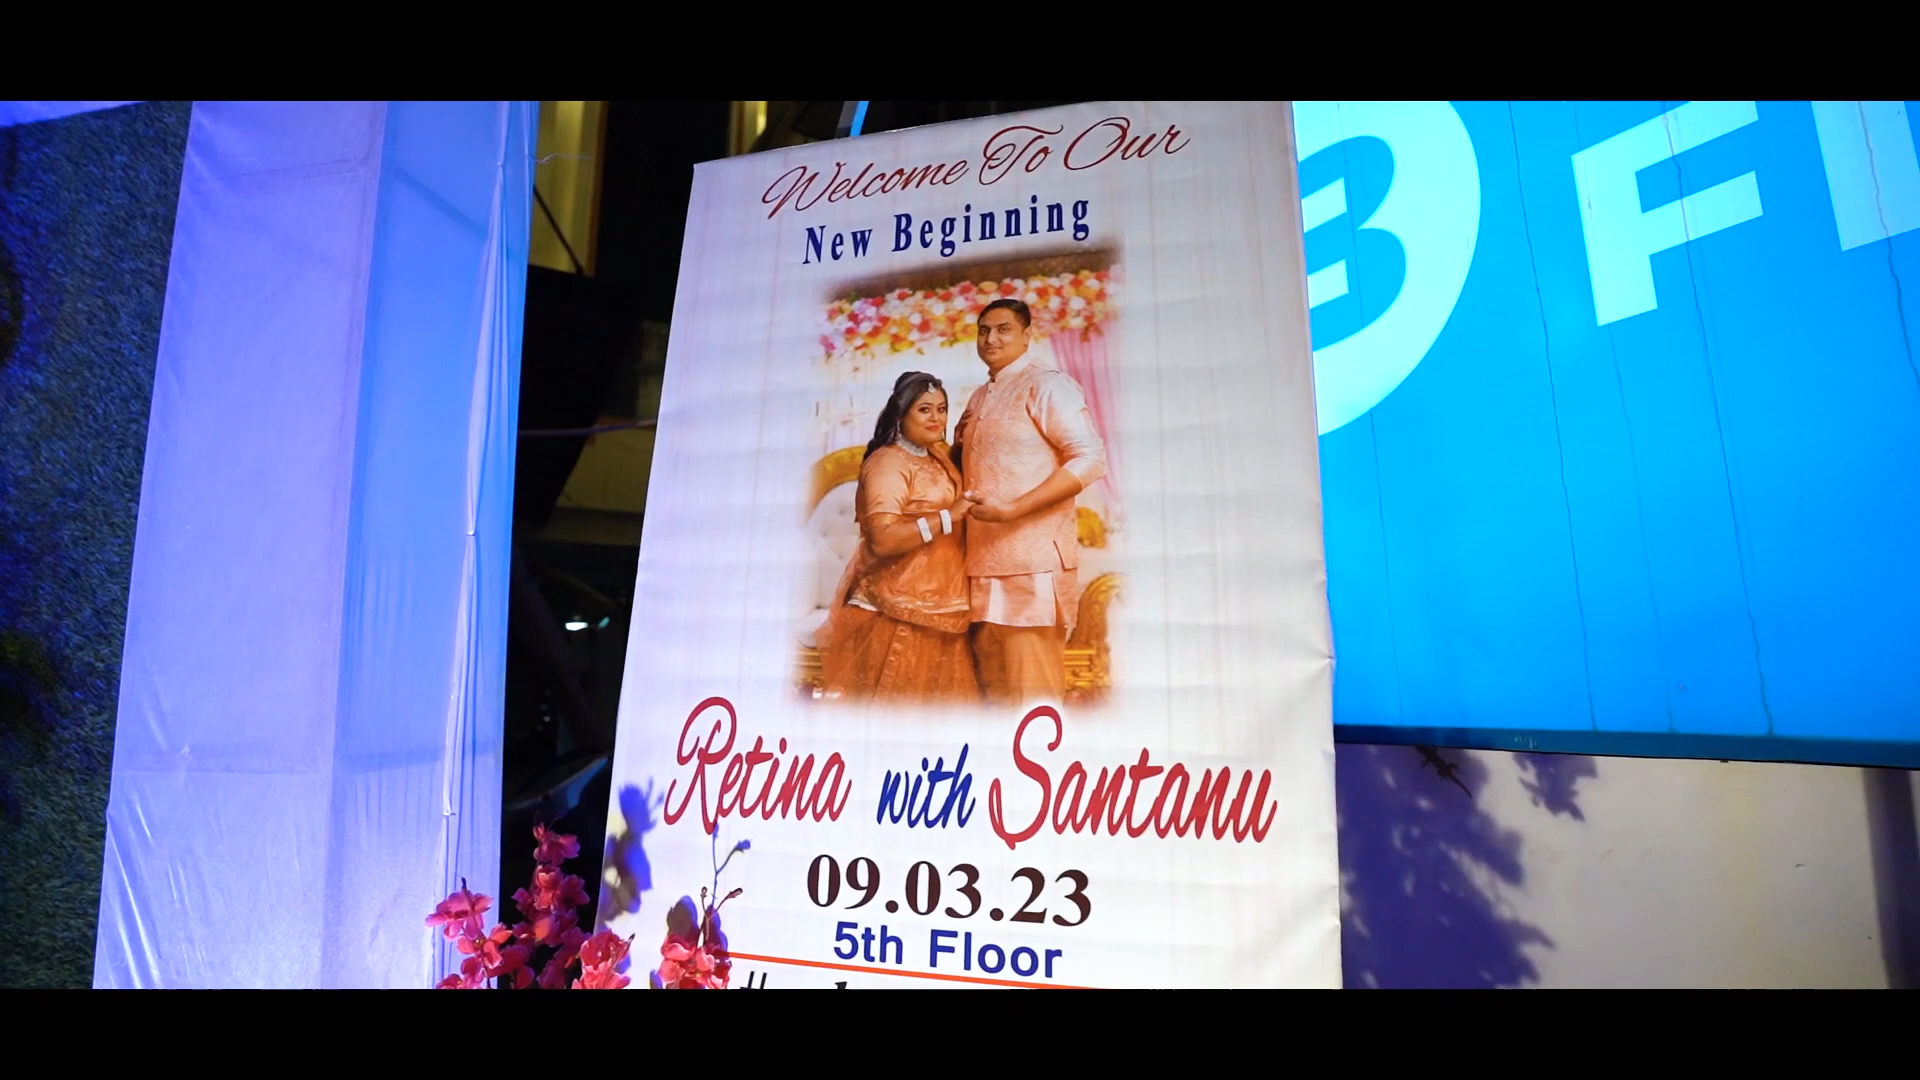 Welcome To Our
New Beginning
Retina with Santanu
09.03.23
5th Floor